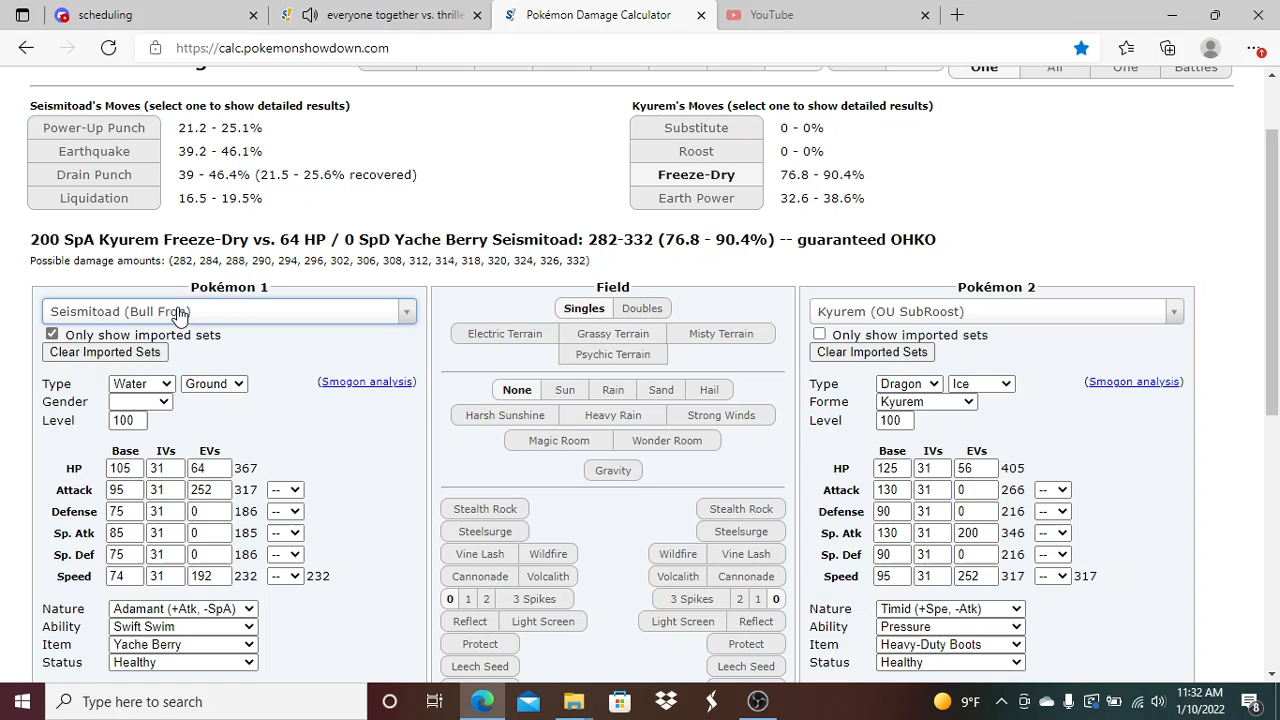 scheduling
everyone together vs. thrille
Pokémon Damage Calculator
YouTube
https://calc.pokemonshowdown.com
One All One Battles
Seismitoad's Moves (select one to show detailed results)
Kyurem's Moves (select one to show detailed results)
Power-Up Punch 21.2 - 25.1%
Substitute 0 - 0%
Earthquake 39.2 - 46.1%
Roost 0 - 0%
Drain Punch 39 - 46.4% (21.5 - 25.6% recovered)
Freeze-Dry 76.8 - 90.4%
Liquidation 16.5 - 19.5%
Earth Power 32.6 - 38.6%
200 SpA Kyurem Freeze-Dry vs. 64 HP / 0 SpD Yache Berry Seismitoad: 282-332 (76.8 - 90.4%) -- guaranteed OHKO
Possible damage amounts: (282, 284, 288, 290, 294, 296, 302, 306, 308, 312, 314, 318, 320, 324, 326, 332)
Pokémon 1
Seismitoad (Bull Frog)
Only show imported sets
Clear Imported Sets
Type Water Ground (Smogon analysis)
Gender
Level 100
Base IVs EVs
HP 105 31 64 367
Attack 95 31 252 317 --
Defense 75 31 0 186 --
Sp. Atk 85 31 0 185 --
Sp. Def 75 31 0 186 --
Speed 74 31 192 232 -- 232
Nature Adamant (+Atk, -SpA)
Ability Swift Swim
Item Yache Berry
Status Healthy
Field
Singles Doubles
Electric Terrain Grassy Terrain Misty Terrain
Psychic Terrain
None Sun Rain Sand Hail
Harsh Sunshine Heavy Rain Strong Winds
Magic Room Wonder Room
Gravity
Stealth Rock Stealth Rock
Steelsurge Steelsurge
Vine Lash Wildfire Wildfire Vine Lash
Cannonade Volcalith Volcalith Cannonade
0 1 2 3 Spikes 3 Spikes 2 1 0
Reflect Light Screen Light Screen Reflect
Protect Protect
Leech Seed Leech Seed
Pokémon 2
Kyurem (OU SubRoost)
Only show imported sets
Clear Imported Sets
Type Dragon Ice (Smogon analysis)
Forme Kyurem
Level 100
Base IVs EVs
HP 125 31 56 405
Attack 130 31 0 266 --
Defense 90 31 0 216 --
Sp. Atk 130 31 200 346 --
Sp. Def 90 31 0 216 --
Speed 95 31 252 317 -- 317
Nature Timid (+Spe, -Atk)
Ability Pressure
Item Heavy-Duty Boots
Status Healthy
Type here to search
9°F
11:32 AM
1/10/2022
8